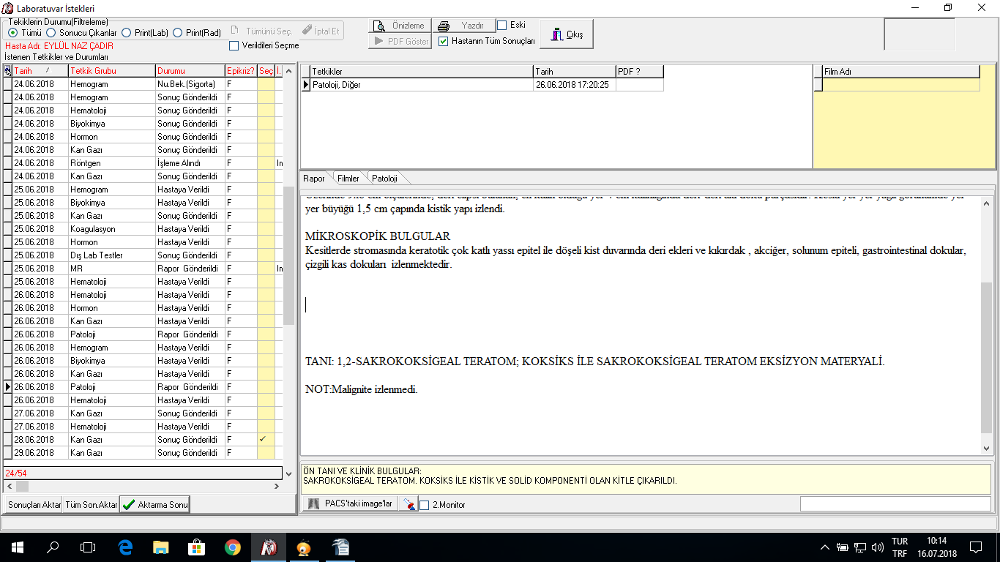 Laboratuvar İstekleri
Tekiklerin Durumu(Filtreleme)
Tümü Sonucu Çıkanlar Print(Lab) Print(Rad)
Tümünü Seç. İptal Et
Verildileri Seçme
Önizleme Yazdır Eski
PDF Göster Hastanın Tüm Sonuçları
Çıkış
Hasta Adı: EYLÜL NAZ ÇADIR
İstenen Tetkikler ve Durumları
Tarih Tetkik Grubu Durumu Epikriz? Seç İ.
24.06.2018 Hemogram Nu.Bek.(Sigorta) F
24.06.2018 Hemogram Sonuç Gönderildi F
24.06.2018 Hematoloji Sonuç Gönderildi F
24.06.2018 Biyokimya Sonuç Gönderildi F
24.06.2018 Hormon Sonuç Gönderildi F
24.06.2018 Kan Gazı Sonuç Gönderildi F
24.06.2018 Röntgen İşleme Alındı F In
24.06.2018 Kan Gazı Sonuç Gönderildi F
25.06.2018 Hemogram Hastaya Verildi F
25.06.2018 Biyokimya Hastaya Verildi F
25.06.2018 Kan Gazı Sonuç Gönderildi F
25.06.2018 Koagulasyon Hastaya Verildi F
25.06.2018 Hormon Hastaya Verildi F
25.06.2018 Dış Lab Testler Sonuç Gönderildi F
25.06.2018 MR Rapor Gönderildi F In
25.06.2018 Hematoloji Hastaya Verildi F
26.06.2018 Hematoloji Hastaya Verildi F
26.06.2018 Hormon Hastaya Verildi F
26.06.2018 Kan Gazı Hastaya Verildi F
26.06.2018 Patoloji Rapor Gönderildi F
26.06.2018 Hemogram Hastaya Verildi F
26.06.2018 Biyokimya Hastaya Verildi F
26.06.2018 Kan Gazı Hastaya Verildi F
26.06.2018 Patoloji Rapor Gönderildi F
26.06.2018 Hematoloji Hastaya Verildi F
27.06.2018 Kan Gazı Sonuç Gönderildi F
27.06.2018 Hematoloji Hastaya Verildi F
28.06.2018 Kan Gazı Sonuç Gönderildi F
29.06.2018 Kan Gazı Sonuç Gönderildi F
24/54
Sonuçları Aktar Tüm Son.Aktar Aktarma Sonu
Tetkikler Tarih PDF ?
Patoloji, Diğer 26.06.2018 17:20:25
Film Adı
Rapor Filmler Patoloji
yer büyüğü 1,5 cm çapında kistik yapı izlendi.
MİKROSKOPİK BULGULAR
Kesitlerde stromasında keratotik çok katlı yassı epitel ile döşeli kist duvarında deri ekleri ve kıkırdak , akciğer, solunum epiteli, gastrointestinal dokular,
çizgili kas dokuları izlenmektedir.
TANI: 1,2-SAKROKOKSİGEAL TERATOM; KOKSİKS İLE SAKROKOKSİGEAL TERATOM EKSİZYON MATERYALİ.
NOT:Malignite izlenmedi.
ÖN TANI VE KLİNİK BULGULAR;
SAKROKOKSİGEAL TERATOM. KOKSİKS İLE KİSTİK VE SOLİD KOMPONENTİ OLAN KİTLE ÇIKARILDI.
PACS'taki image'lar 2.Monitor
TUR 10:14
TRF 16.07.2018